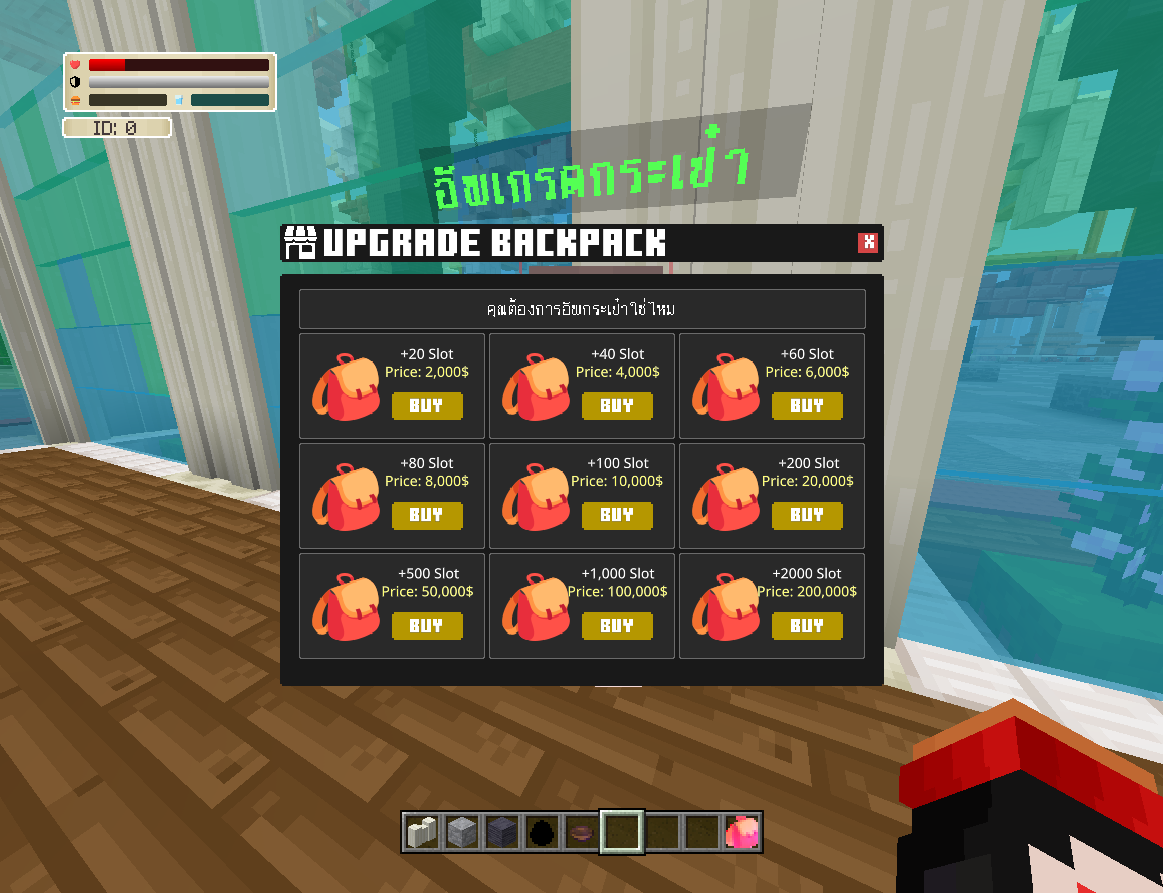 ID: 0
อัพเกรดกระเป๋า
UPGRADE BACKPACK
X
คุณต้องการอัพกระเป๋าใช่ไหม
+20 Slot
Price: 2,000$
BUY
+40 Slot
Price: 4,000$
BUY
+60 Slot
Price: 6,000$
BUY
+80 Slot
Price: 8,000$
BUY
+100 Slot
Price: 10,000$
BUY
+200 Slot
Price: 20,000$
BUY
+500 Slot
Price: 50,000$
BUY
+1,000 Slot
Price: 100,000$
BUY
+2000 Slot
Price: 200,000$
BUY